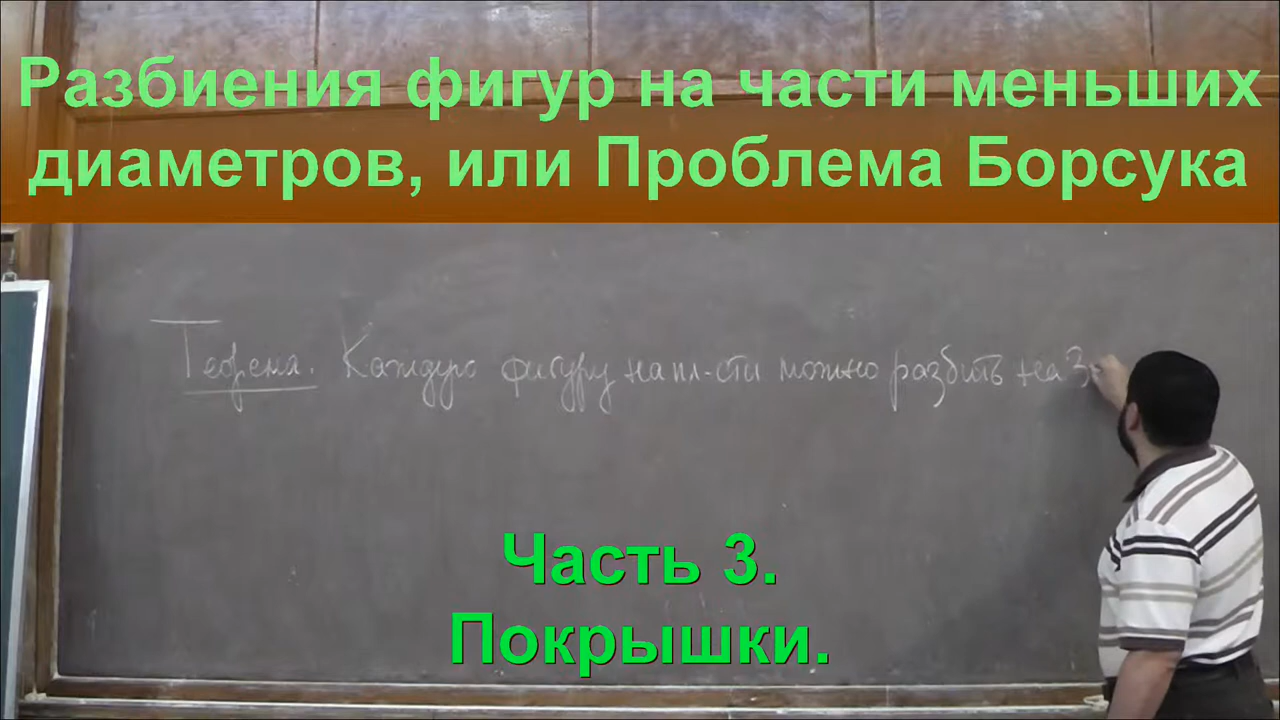 Разбиения фигур на части меньших
диаметров, или Проблема Борсука
Теорема. Каждую фигуру на пл-сти можно разбить на 3
Часть 3.
Покрышки.